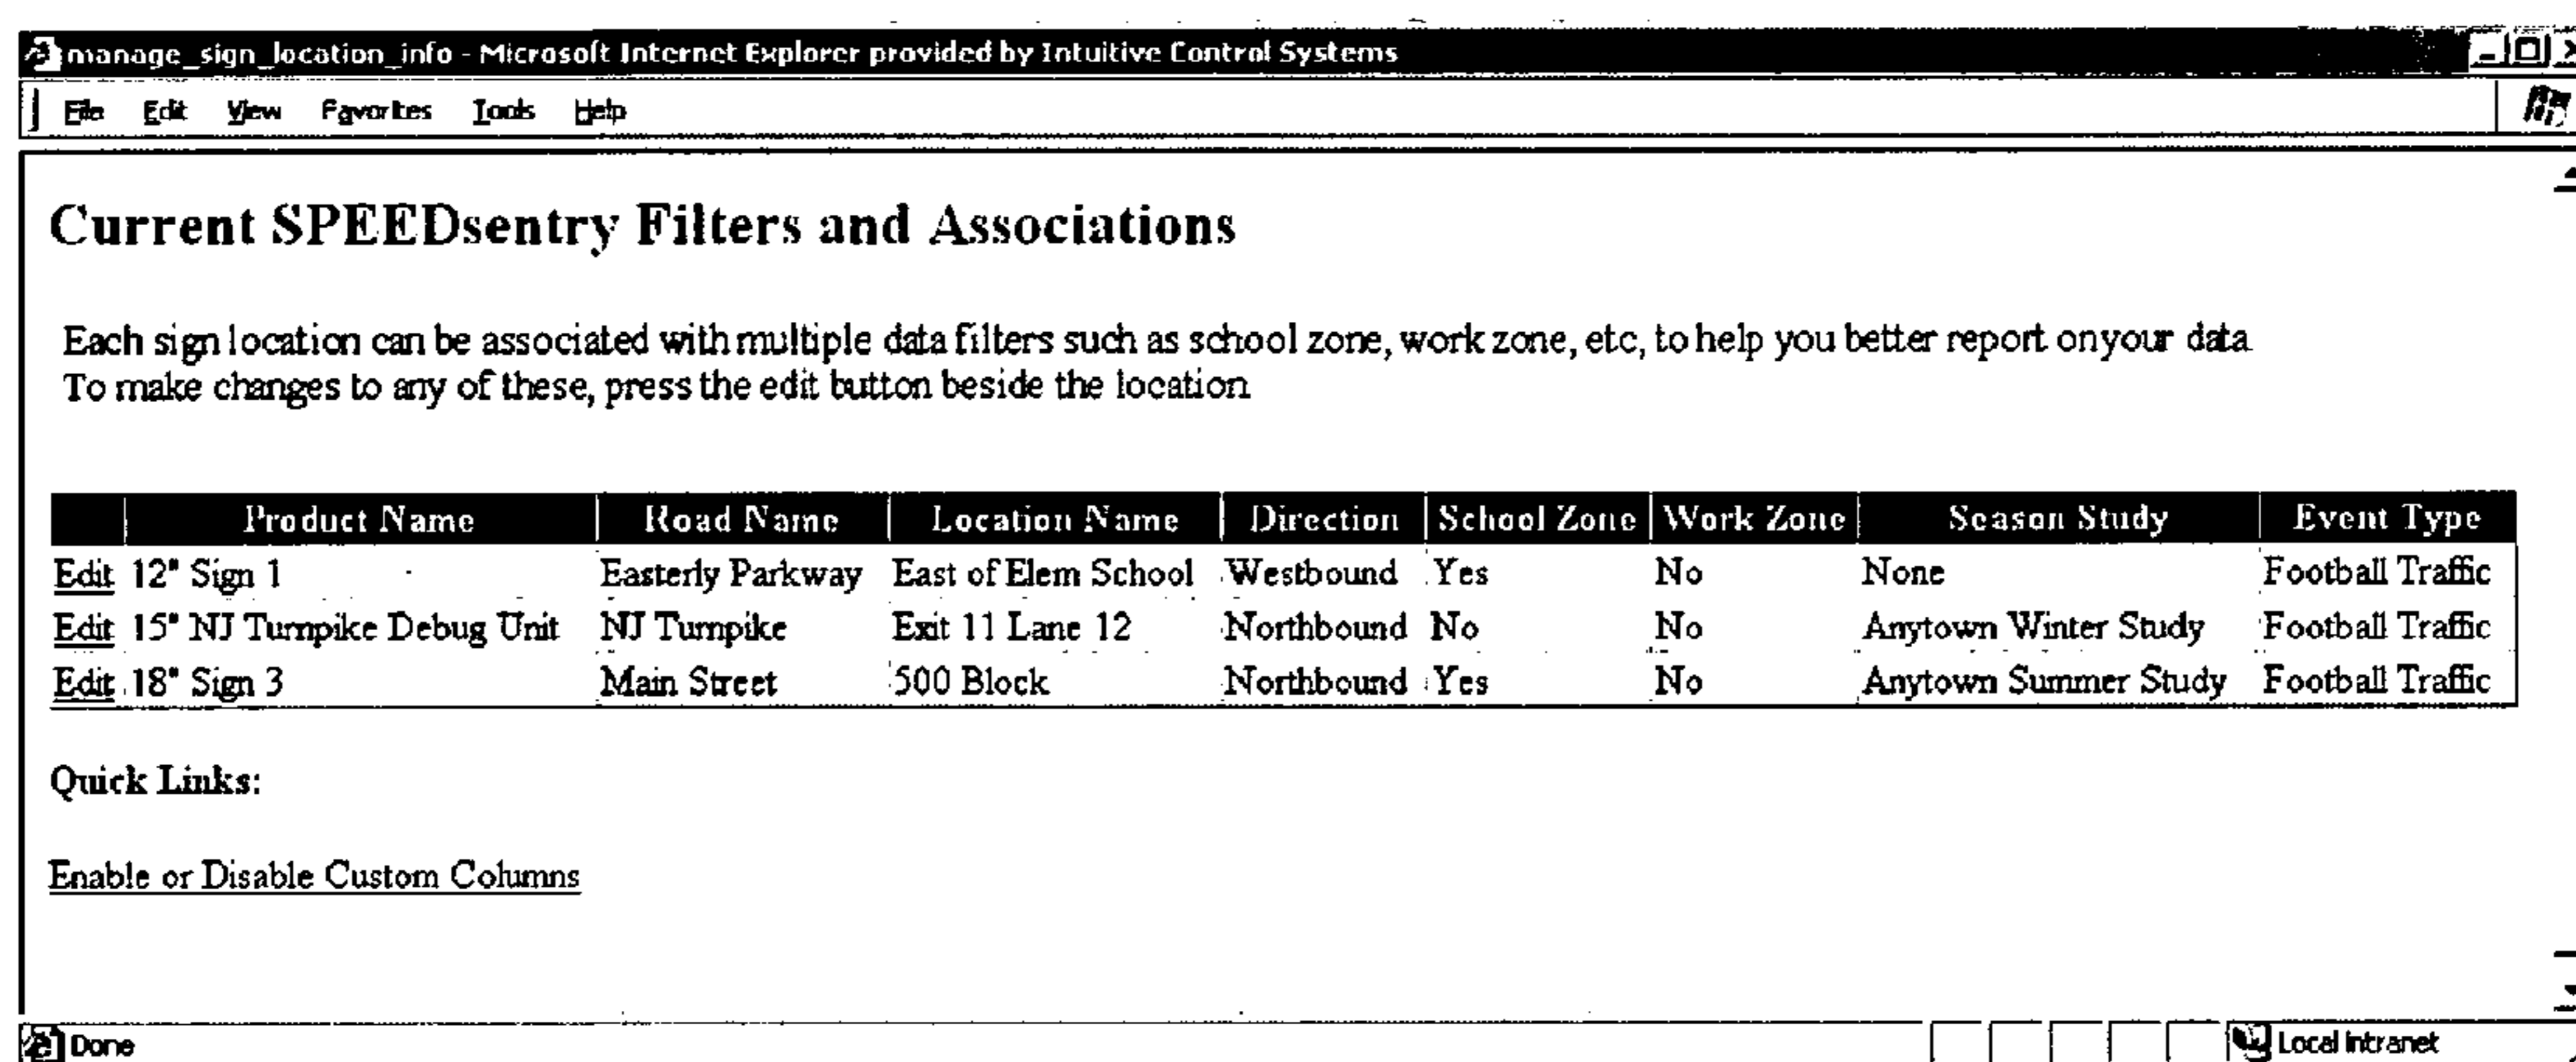 manage_sign_location_info - Microsoft Internet Explorer provided by Intuitive Control Systems
File Edit View Favorites Tools Help
Current SPEEDsentry Filters and Associations
Each sign location can be associated with multiple data filters such as school zone, work zone, etc, to help you better report on your data
To make changes to any of these, press the edit button beside the location
Product Name Road Name Location Name Direction School Zone Work Zone Season Study Event Type
Edit 12" Sign 1 Easterly Parkway East of Elem School Westbound Yes No None Football Traffic
Edit 15" NJ Turnpike Debug Unit NJ Turnpike Exit 11 Lane 12 Northbound No No Anytown Winter Study Football Traffic
Edit 18" Sign 3 Main Street 500 Block Northbound Yes No Anytown Summer Study Football Traffic
Quick Links:
Enable or Disable Custom Columns
Done Local intranet